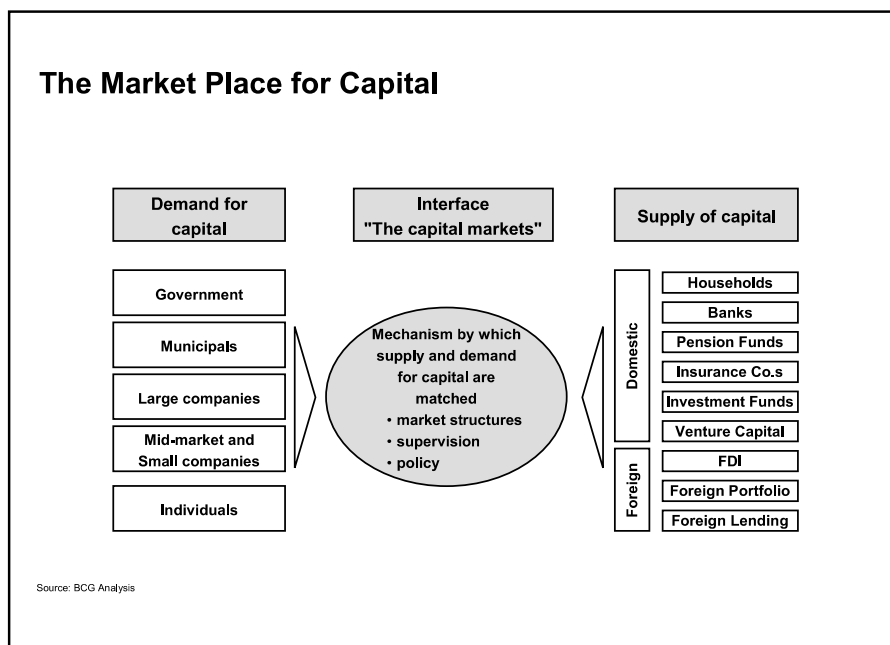 The Market Place for Capital
Demand for
capital
Interface
"The capital markets"
Supply of capital
Government
Municipals
Large companies
Mid-market and
Small companies
Individuals
Mechanism by which
supply and demand
for capital are
matched
• market structures
• supervision
• policy
Domestic
Households
Banks
Pension Funds
Insurance Co.s
Investment Funds
Venture Capital
Foreign
FDI
Foreign Portfolio
Foreign Lending
Source: BCG Analysis